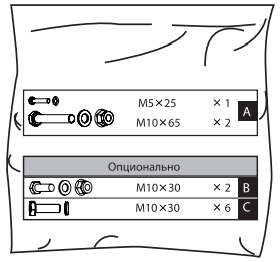 M5×25 × 1
M10×65 × 2 A
Опционально
M10×30 × 2 B
M10×30 × 6 C